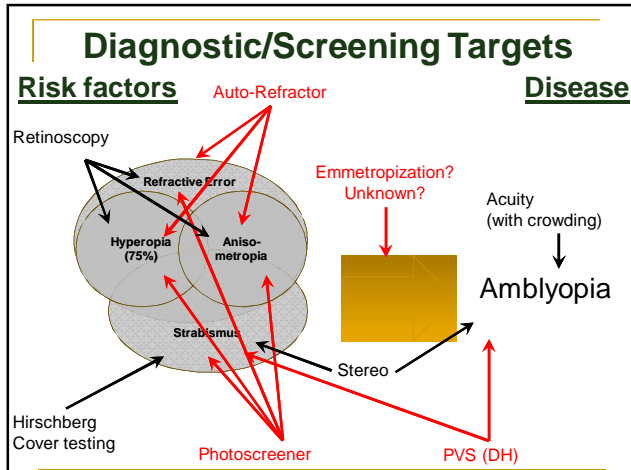 Diagnostic/Screening Targets
Risk factors
Disease
Auto-Refractor
Retinoscopy
Refractive Error
Hyperopia
(75%)
Aniso-
metropia
Strabismus
Emmetropization?
Unknown?
Acuity
(with crowding)
Amblyopia
Stereo
Hirschberg
Cover testing
Photoscreener
PVS (DH)